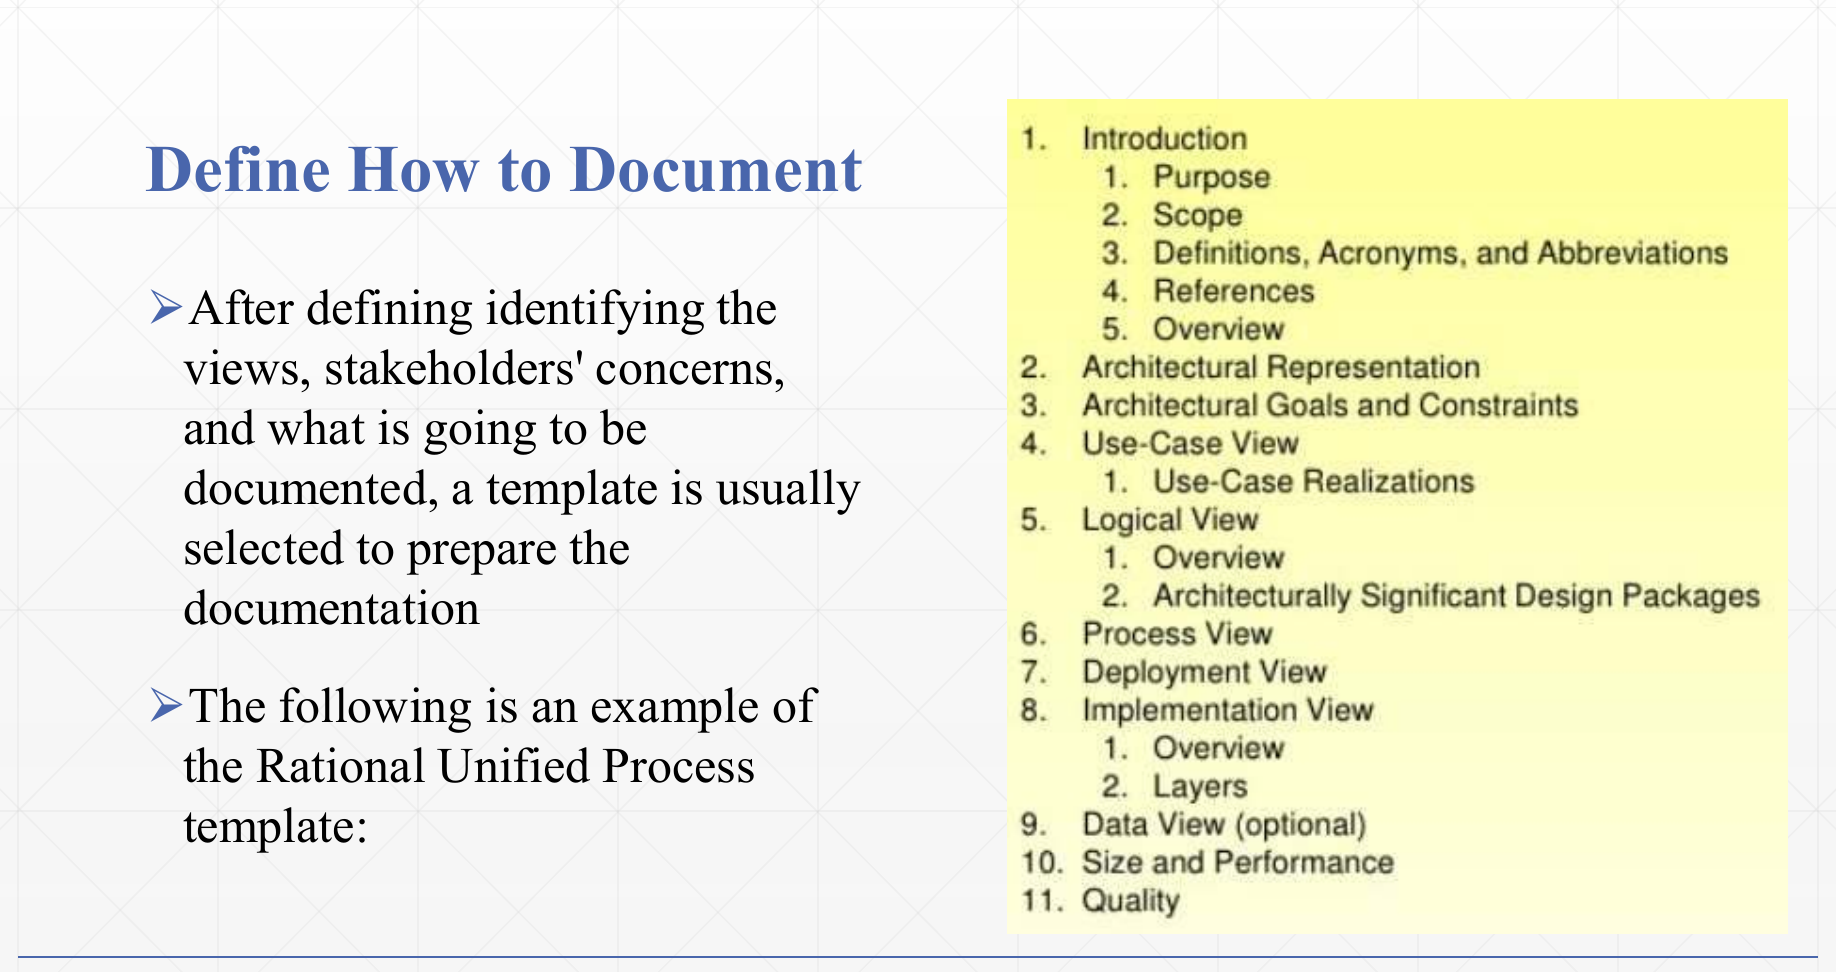 Define How to Document
➢After defining identifying the
views, stakeholders' concerns,
and what is going to be
documented, a template is usually
selected to prepare the
documentation
➢The following is an example of
the Rational Unified Process
template:
1. Introduction
1. Purpose
2. Scope
3. Definitions, Acronyms, and Abbreviations
4. References
5. Overview
2. Architectural Representation
3. Architectural Goals and Constraints
4. Use-Case View
1. Use-Case Realizations
5. Logical View
1. Overview
2. Architecturally Significant Design Packages
6. Process View
7. Deployment View
8. Implementation View
1. Overview
2. Layers
9. Data View (optional)
10. Size and Performance
11. Quality